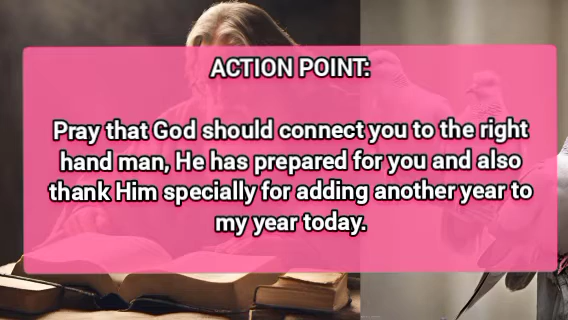 ACTION POINT:
Pray that God should connect you to the right
hand man, He has prepared for you and also
thank Him specially for adding another year to
my year today.